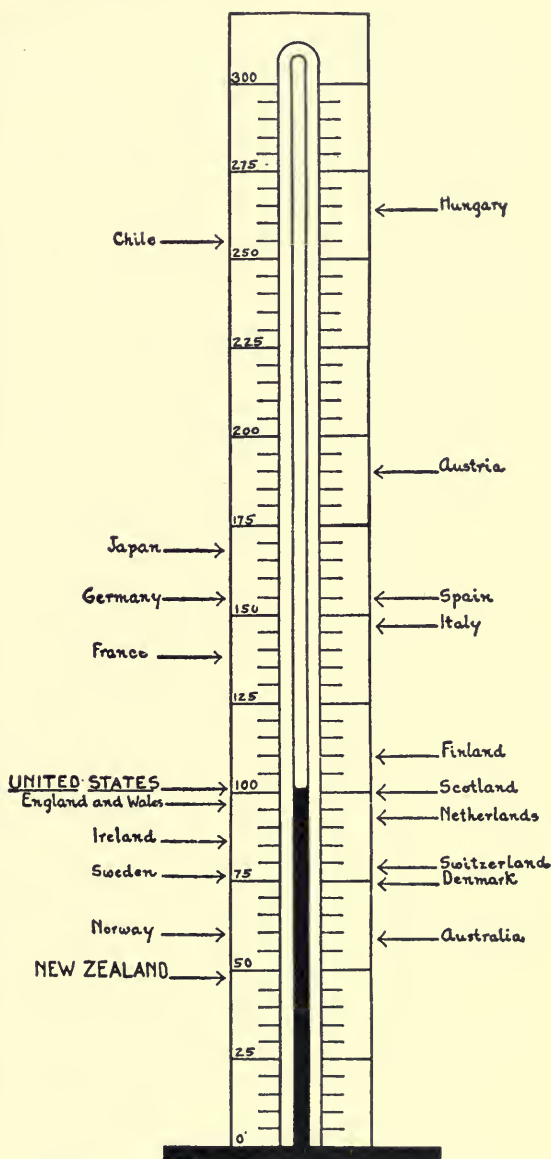 300
275
Hungary
Chile
250
225
200
Austria
175
Japan
Germany
Spain
150
Italy
France
125
Finland
UNITED STATES
100
Scotland
England and Wales
Netherlands
Ireland
Switzerland
Sweden
75
Denmark
Norway
Australia
NEW ZEALAND
50
25
0